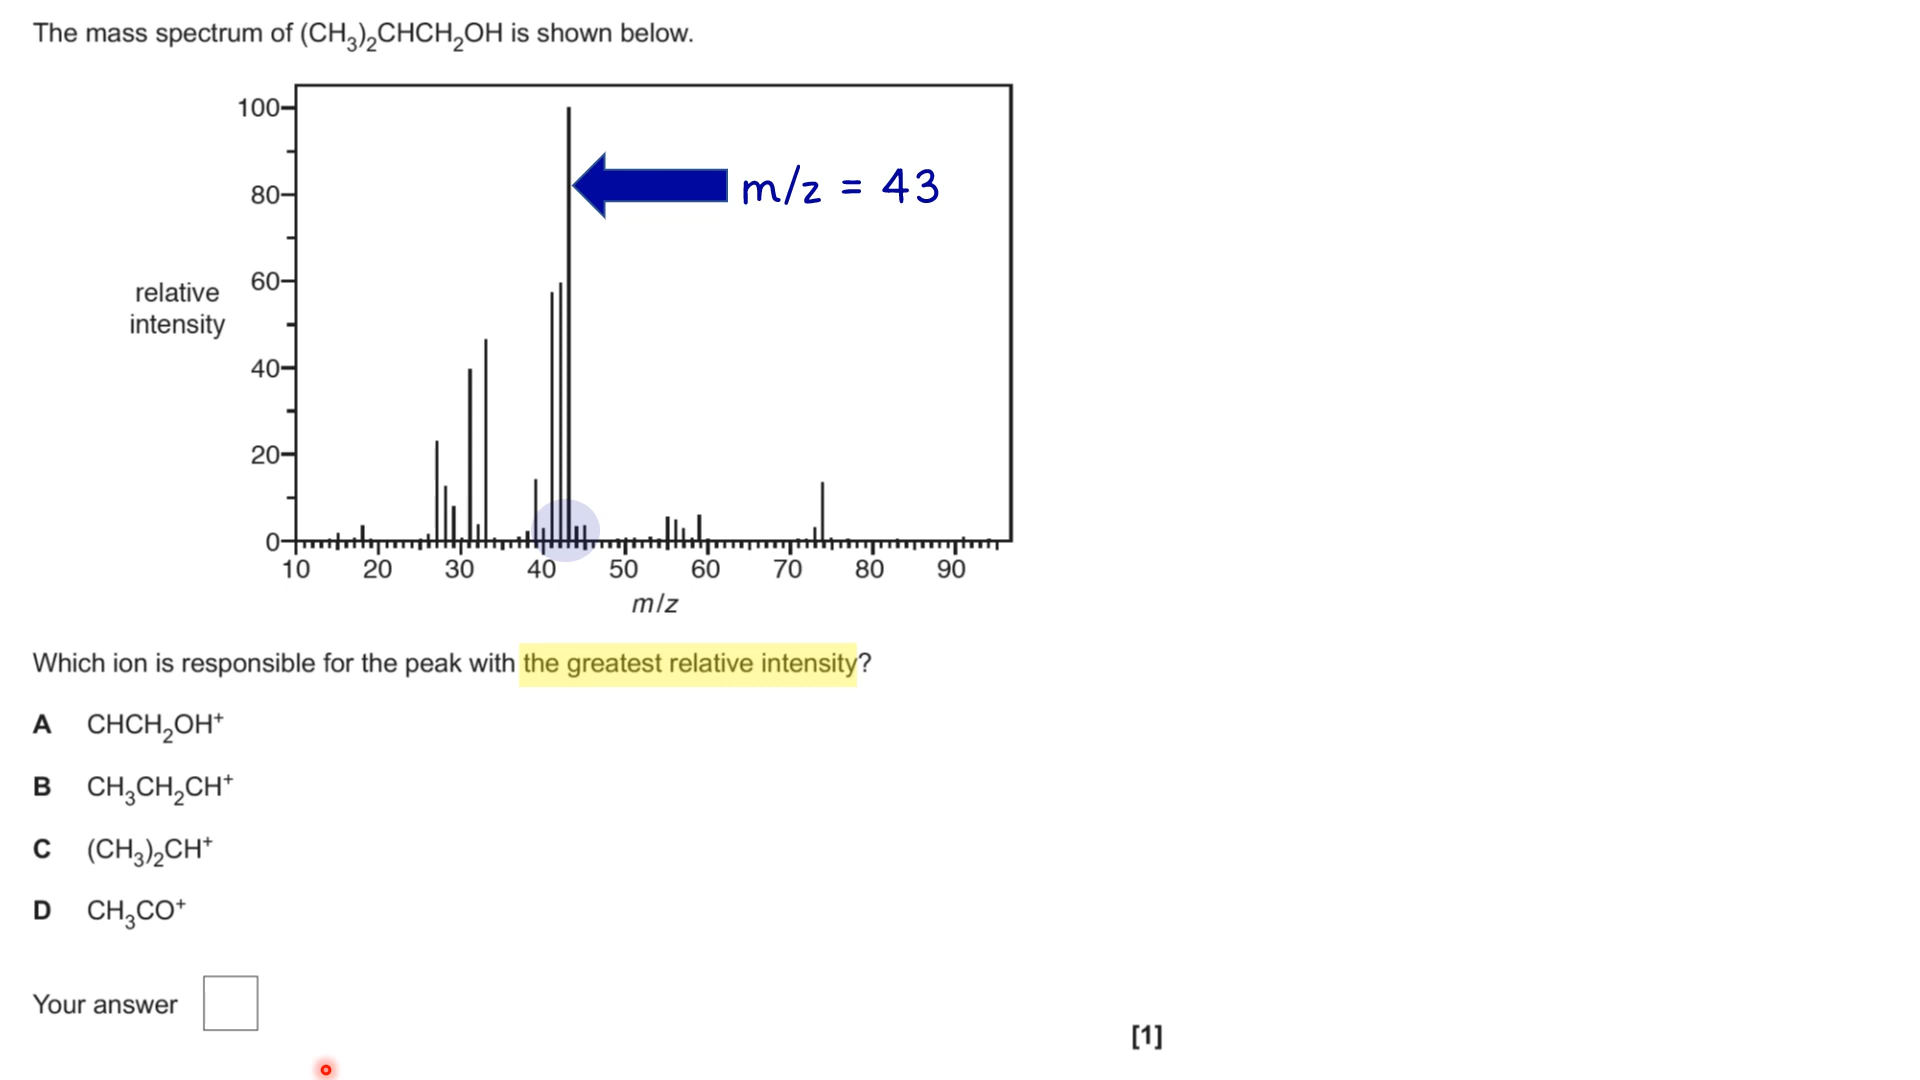 The mass spectrum of (CH₃)₂CHCH₂OH is shown below.
100
80
60
40
20
0
relative
intensity
m/z = 43
10 20 30 40 50 60 70 80 90
m/z
Which ion is responsible for the peak with the greatest relative intensity?
A CHCH₂OH⁺
B CH₃CH₂CH⁺
C (CH₃)₂CH⁺
D CH₃CO⁺
Your answer
[1]